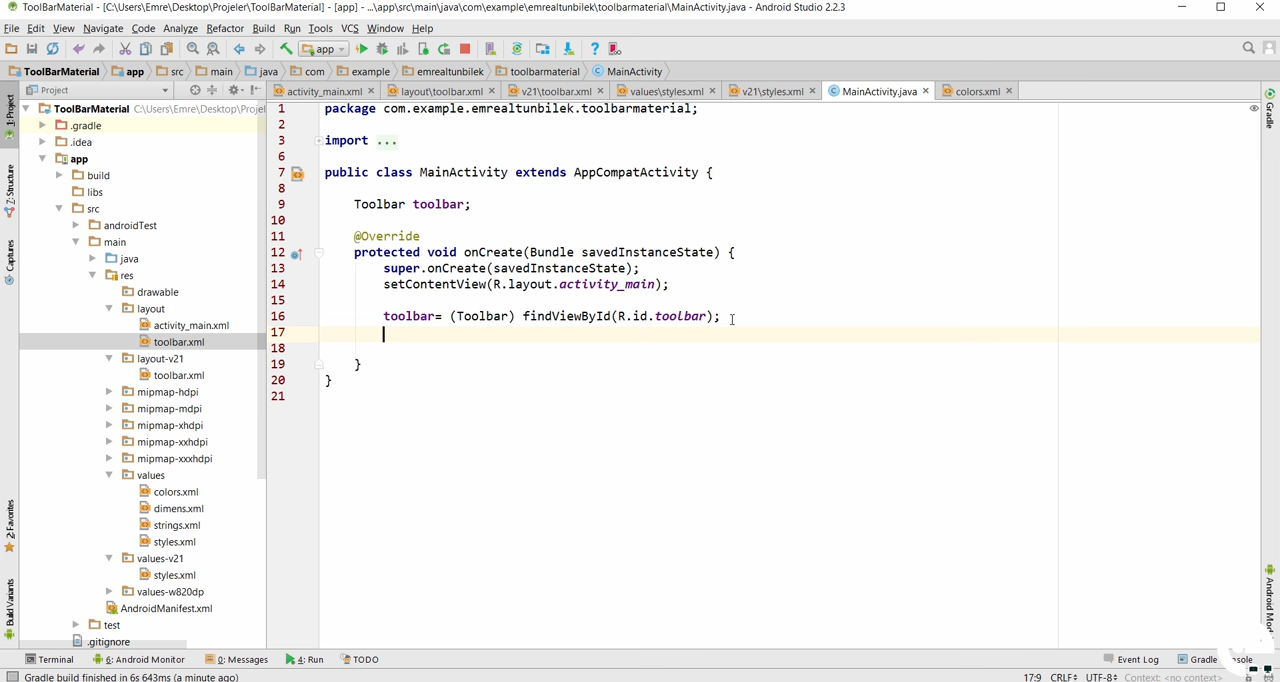 ToolBarMaterial - [C:\Users\Emre\Desktop\Projeler\ToolBarMaterial] - [app] - ...\app\src\main\java\com\example\emrealtunbilek\toolbarmaterial\MainActivity.java - Android Studio 2.2.3
File Edit View Navigate Code Analyze Refactor Build Run Tools VCS Window Help
app
ToolBarMaterial app src main java com example emrealtunbilek toolbarmaterial MainActivity
Project
activity_main.xml layout\toolbar.xml v21\toolbar.xml values\styles.xml v21\styles.xml MainActivity.java colors.xml
1: Project
7: Structure
Captures
2: Favorites
Build Variants
ToolBarMaterial C:\Users\Emre\Desktop\Projel
.gradle
.idea
app
build
libs
src
androidTest
main
java
res
drawable
layout
activity_main.xml
toolbar.xml
layout-v21
toolbar.xml
mipmap-hdpi
mipmap-mdpi
mipmap-xhdpi
mipmap-xxhdpi
mipmap-xxxhdpi
values
colors.xml
dimens.xml
strings.xml
styles.xml
values-v21
styles.xml
values-w820dp
AndroidManifest.xml
test
.gitignore
1 package com.example.emrealtunbilek.toolbarmaterial;
2
3 import ...
6
7 public class MainActivity extends AppCompatActivity {
8
9 Toolbar toolbar;
10
11 @Override
12 protected void onCreate(Bundle savedInstanceState) {
13 super.onCreate(savedInstanceState);
14 setContentView(R.layout.activity_main);
15
16 toolbar= (Toolbar) findViewById(R.id.toolbar);
17
18
19 }
20 }
21
Gradle
Android Mod
Terminal 6: Android Monitor 0: Messages 4: Run TODO Event Log Gradle
Gradle build finished in 6s 643ms (a minute ago) 17:9 CRLF UTF-8 Context: <no context>